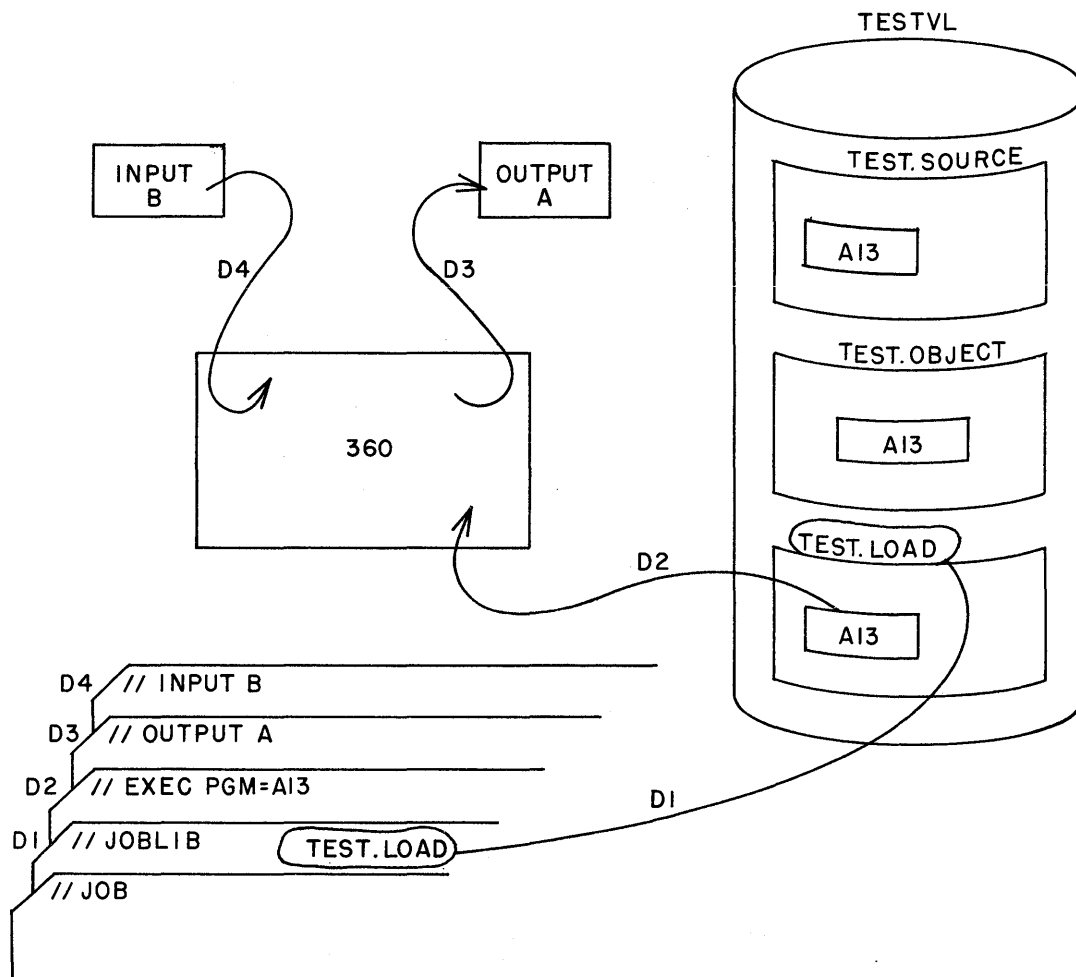 TESTVL
TEST.SOURCE
INPUT
B
OUTPUT
A
A13
D4
D3
TEST.OBJECT
360
A13
TEST.LOAD
D2
A13
D4 // INPUT B
D3 // OUTPUT A
D2 // EXEC PGM=A13
D1
D1 // JOBLIB TEST.LOAD
// JOB